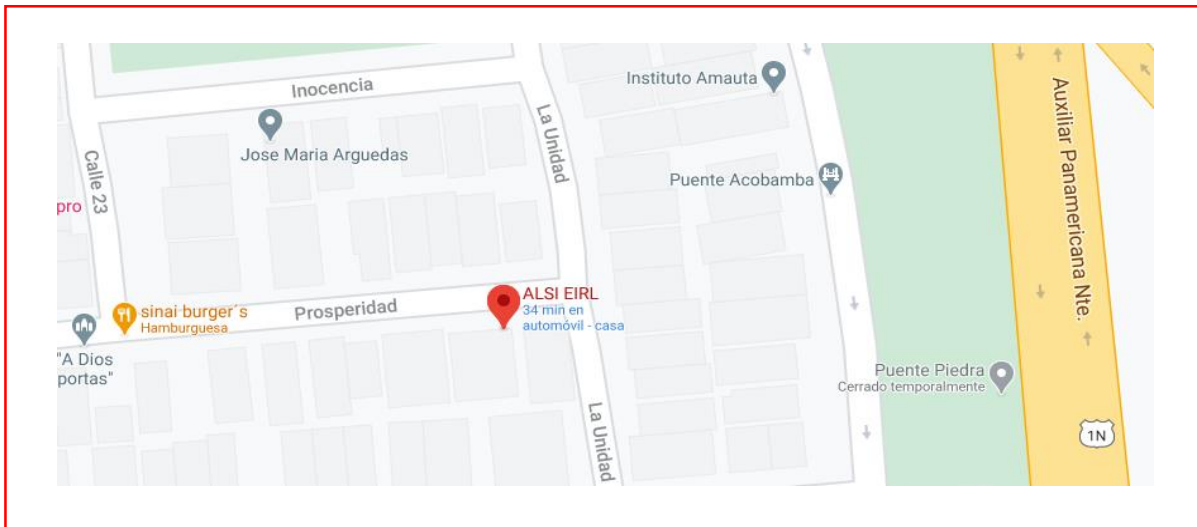 Inocencia
Jose Maria Arguedas
Calle 23
pro
La Unidad
Instituto Amauta
Puente Acobamba
Auxiliar Panamericana Nte.
sinai burger´s
Hamburguesa
Prosperidad
ALSI EIRL
34 min en
automóvil - casa
"A Dios
portas"
La Unidad
Puente Piedra
Cerrado temporalmente
1N